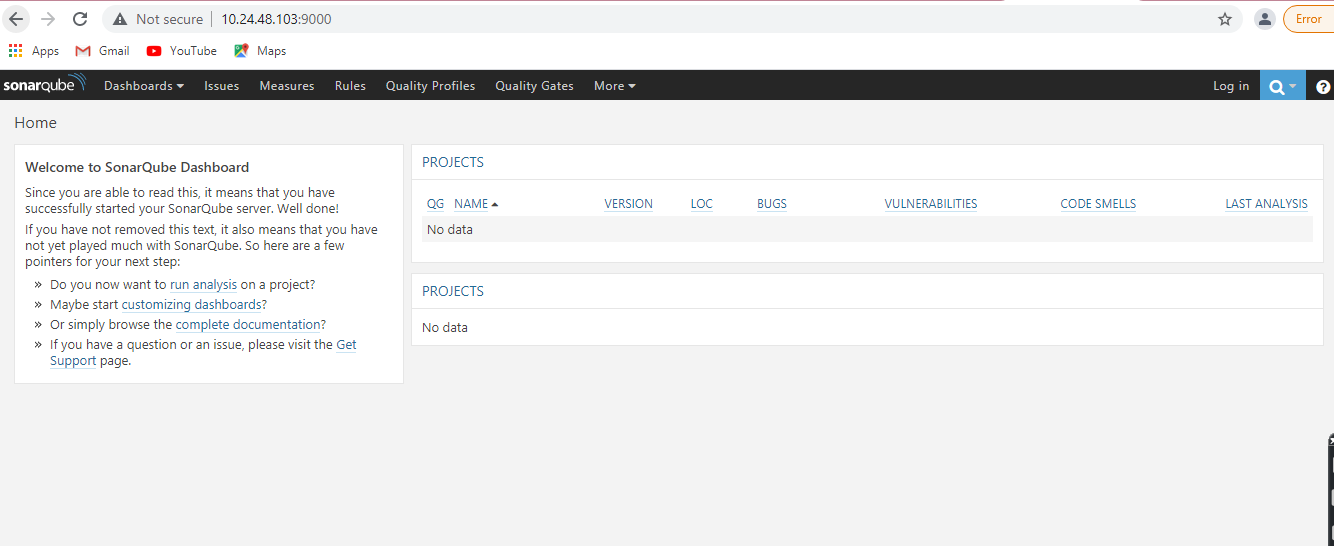 Not secure 10.24.48.103:9000 Error
Apps Gmail YouTube Maps
sonarqube Dashboards Issues Measures Rules Quality Profiles Quality Gates More Log in ?
Home
Welcome to SonarQube Dashboard
Since you are able to read this, it means that you have
successfully started your SonarQube server. Well done!
If you have not removed this text, it also means that you have
not yet played much with SonarQube. So here are a few
pointers for your next step:
» Do you now want to run analysis on a project?
» Maybe start customizing dashboards?
» Or simply browse the complete documentation?
» If you have a question or an issue, please visit the Get
Support page.
PROJECTS
QG NAME VERSION LOC BUGS VULNERABILITIES CODE SMELLS LAST ANALYSIS
No data
PROJECTS
No data